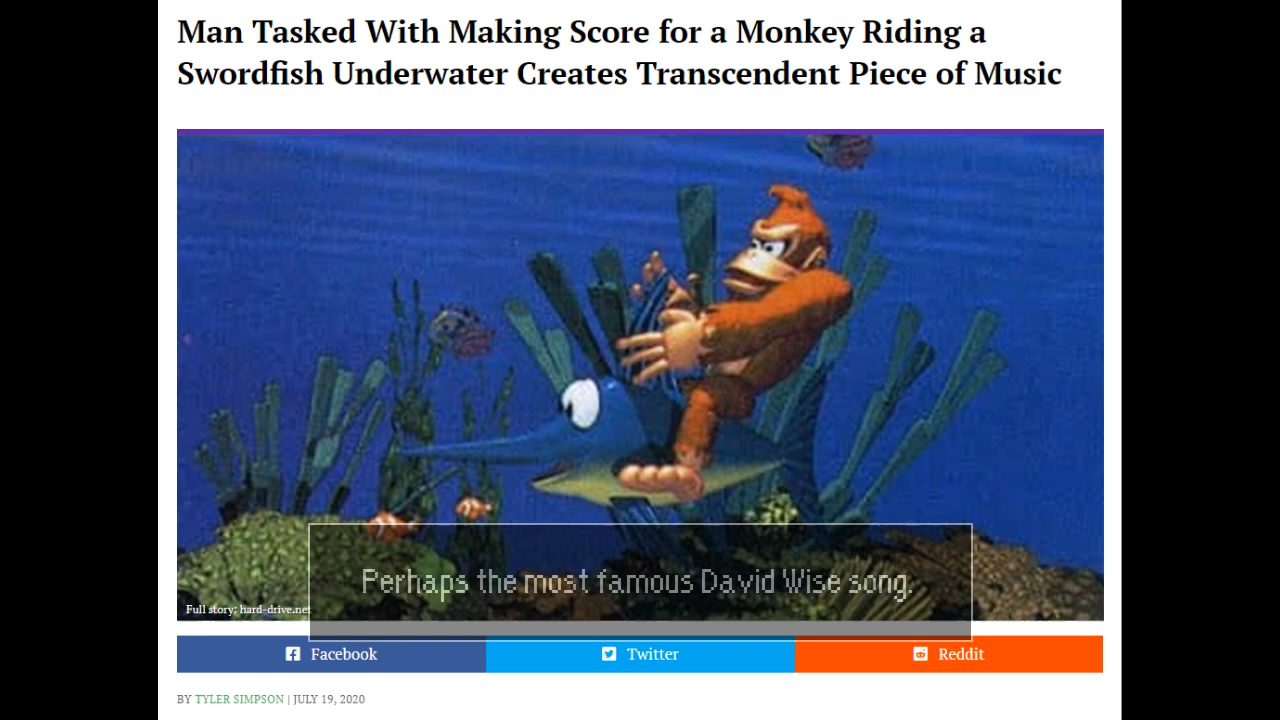 Man Tasked With Making Score for a Monkey Riding a
Swordfish Underwater Creates Transcendent Piece of Music
Perhaps the most famous David Wise song.
Full story: hard-drive.net
Facebook
Twitter
Reddit
BY TYLER SIMPSON | JULY 19, 2020